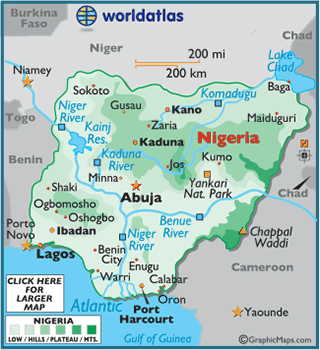 Burkina
Faso
worldatlas
Niger
200 mi
200 km
Lake
Chad
Niamey
Sokoto
Gusau
Kano
Komadugu
Baga
Niger
River
Zaria
Maiduguri
Kainj
Res.
Kaduna
Nigeria
Kaduna
River
Jos
Kumo
Benin
Minna
Yankari
Nat. Park
Chad
Togo
Shaki
Abuja
Ogbomosho
Oshogbo
Benue
River
Chappal
Waddi
Porto
Novo
Ibadan
Niger
River
Lagos
Benin
City
Enugu
Cameroon
Warri
Calabar
CLICK HERE
FOR
LARGER
MAP
Atlantic
Oron
Port
Harcourt
Yaounde
NIGERIA
LOW / HILLS / PLATEAU / MTS.
Gulf of Guinea
©GraphicMaps.com